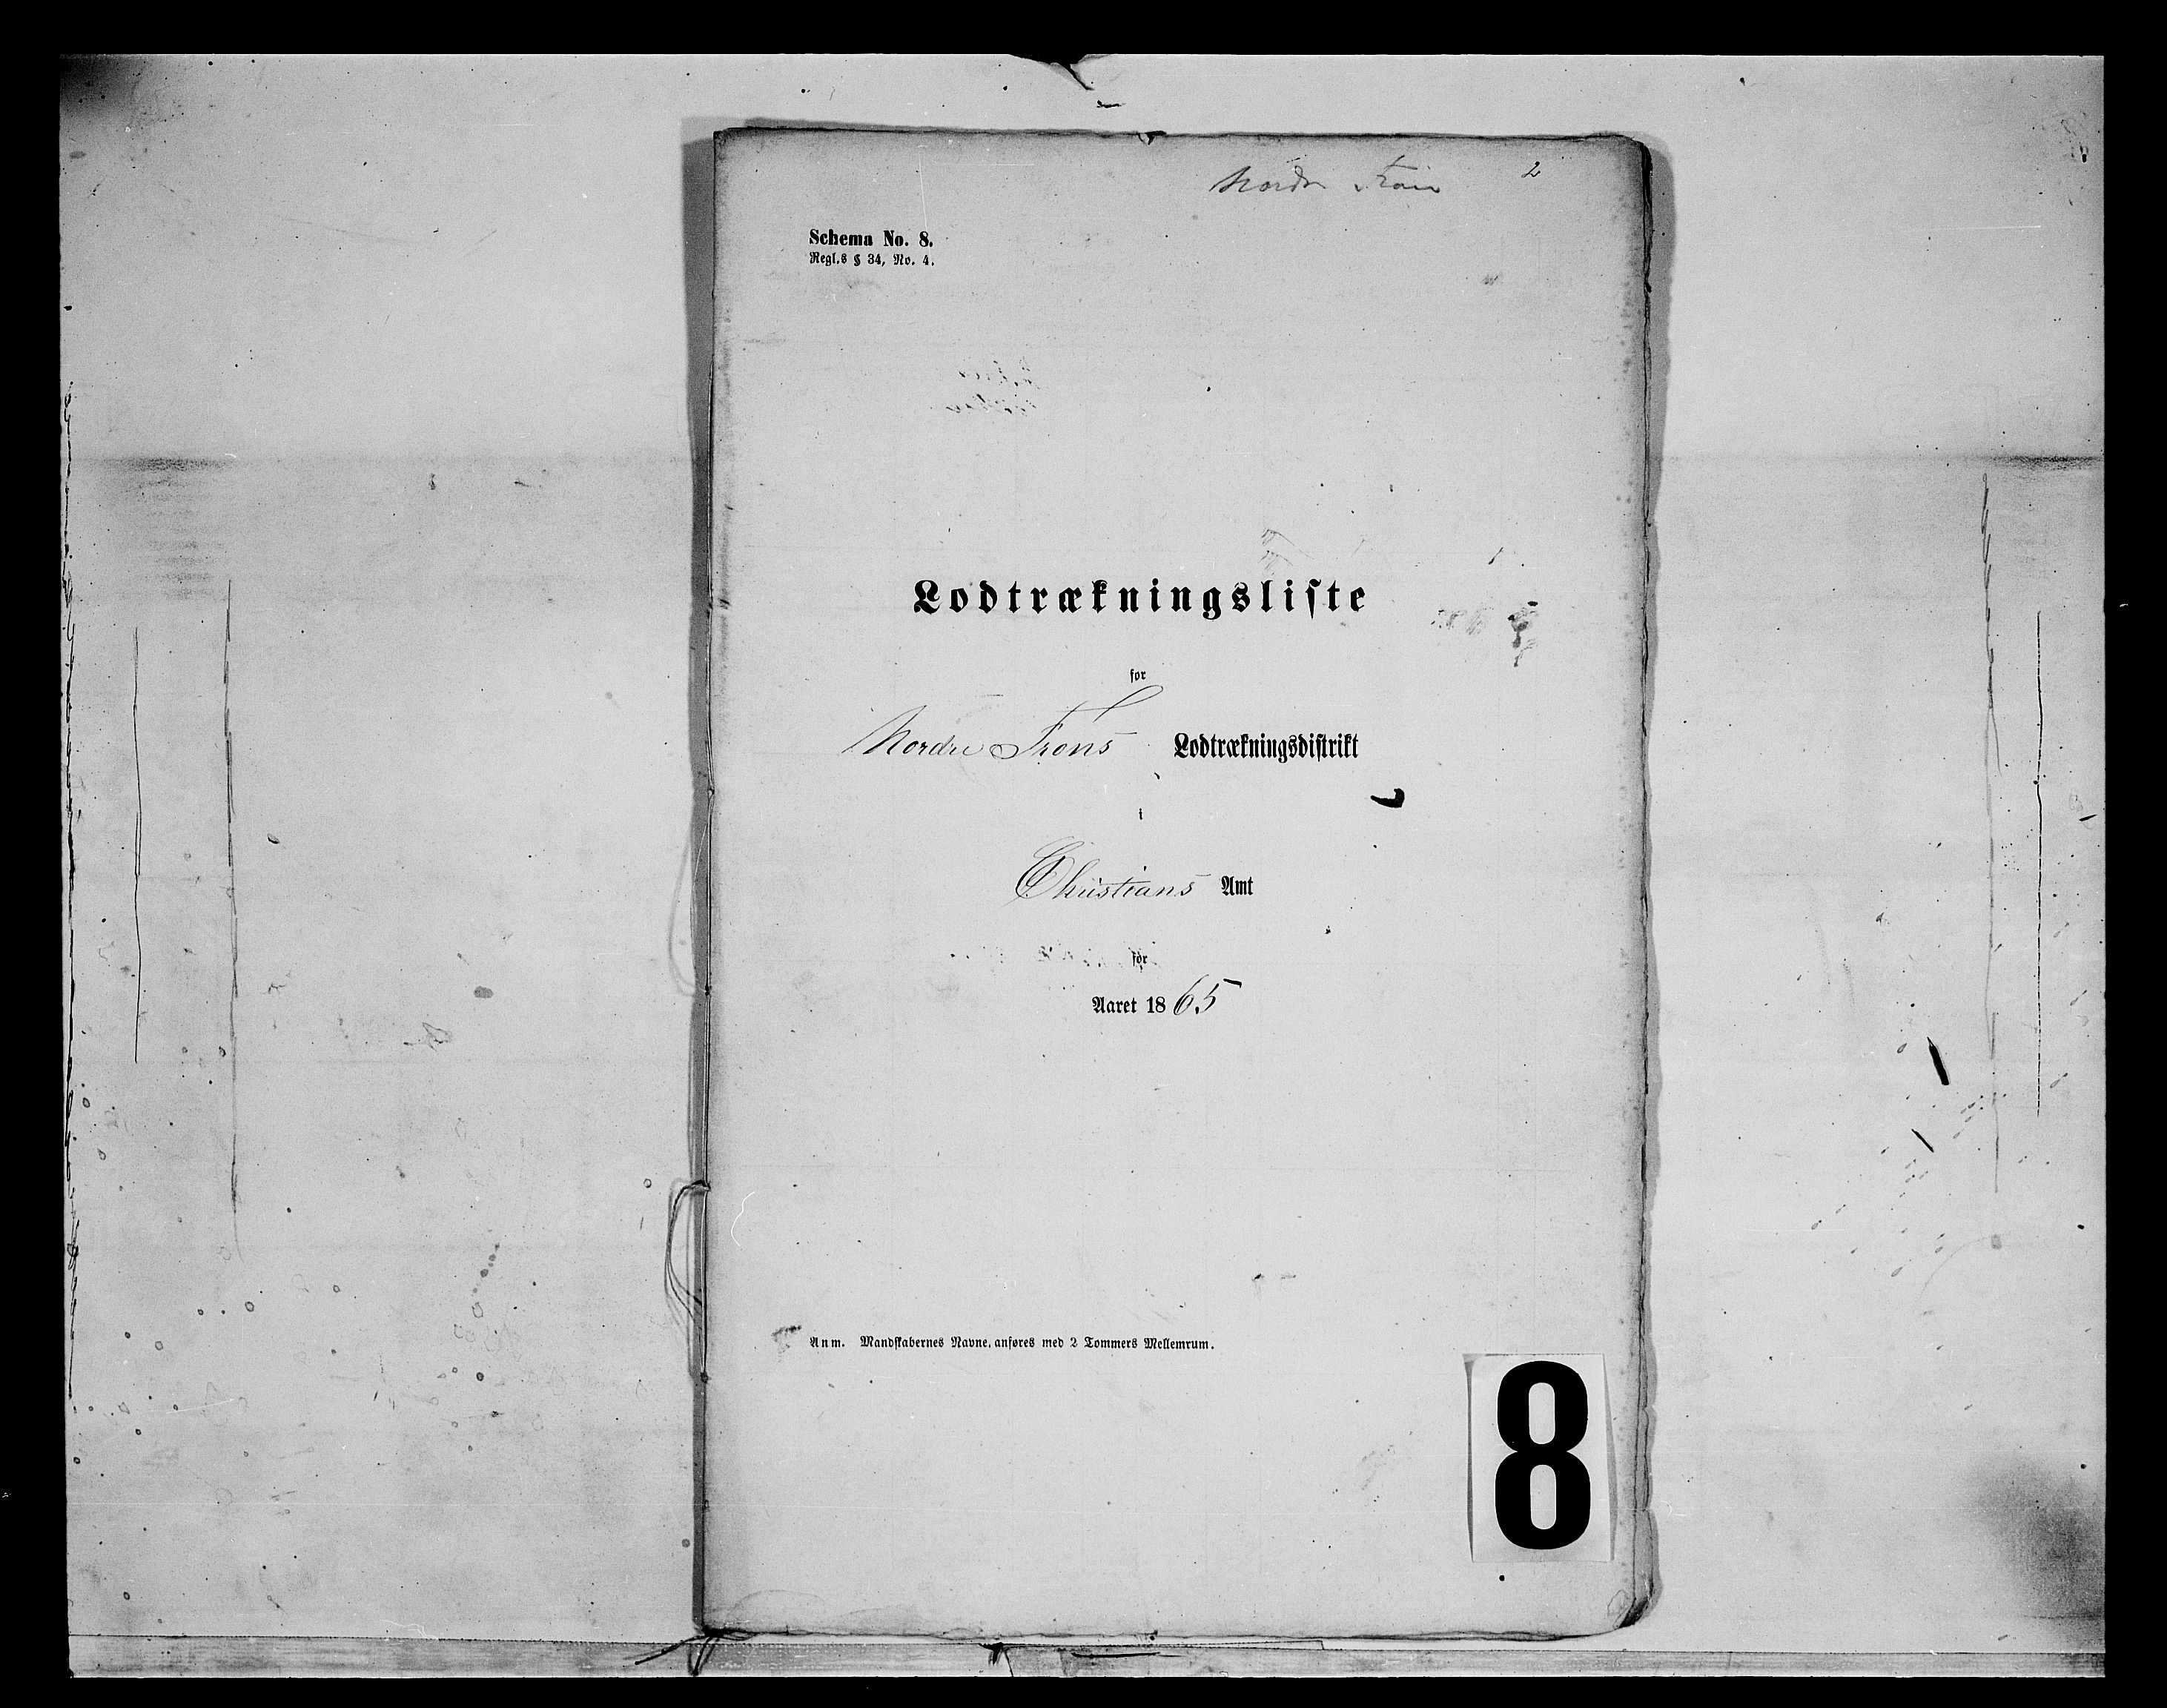 Nordre Fron 2
Schema No. 8.
Regl.s § 34, No. 4.
Lodtrækningsliste
for
Nordre Frons Lodtrækningsdistrikt
i
Christians Amt
for
Aaret 1865
Anm. Mandskabernes Navne anføres med 2 Tommers Mellemrum.
8